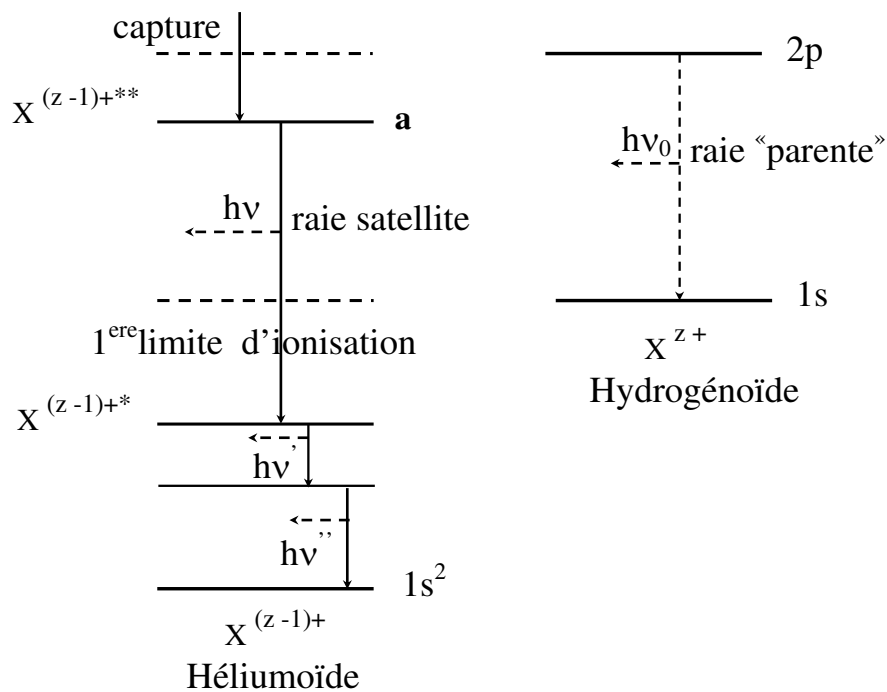 capture
X (z -1)+**
a
hν
raie satellite
1ere limite d'ionisation
X (z -1)+*
hν'
hν''
1s²
X (z -1)+
Héliumoïde
2p
hν₀
raie “parente”
1s
X z +
Hydrogénoïde